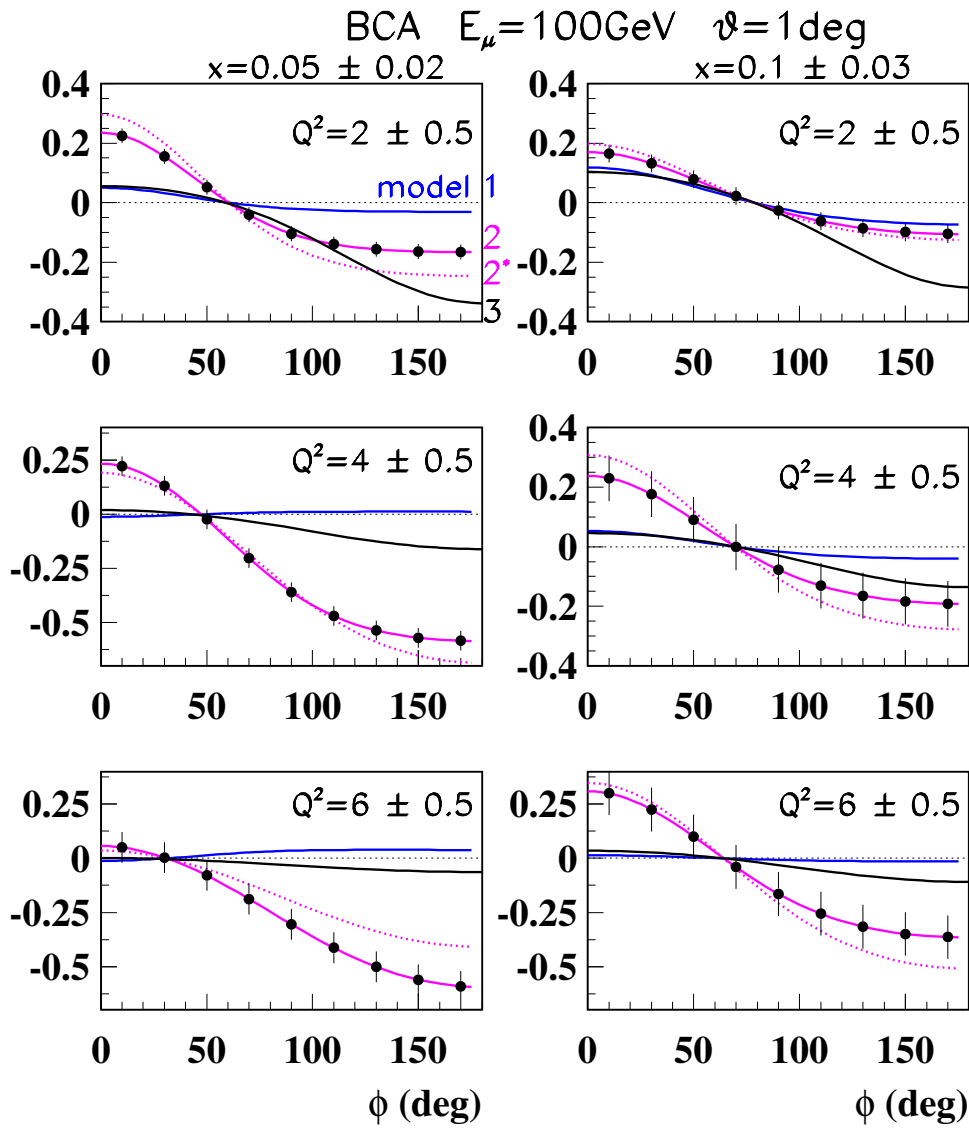 BCA E_μ=100GeV ϑ=1deg
x=0.05 ± 0.02
x=0.1 ± 0.03
0.4
0.2
0
-0.2
-0.4
Q²=2 ± 0.5
model 1
2
2*
3
0 50 100 150
0.4
0.2
0
-0.2
-0.4
Q²=2 ± 0.5
0 50 100 150
0.25
0
-0.25
-0.5
Q²=4 ± 0.5
0 50 100 150
0.4
0.2
0
-0.2
-0.4
Q²=4 ± 0.5
0 50 100 150
0.25
0
-0.25
-0.5
Q²=6 ± 0.5
0 50 100 150
ϕ (deg)
0.25
0
-0.25
-0.5
Q²=6 ± 0.5
0 50 100 150
ϕ (deg)